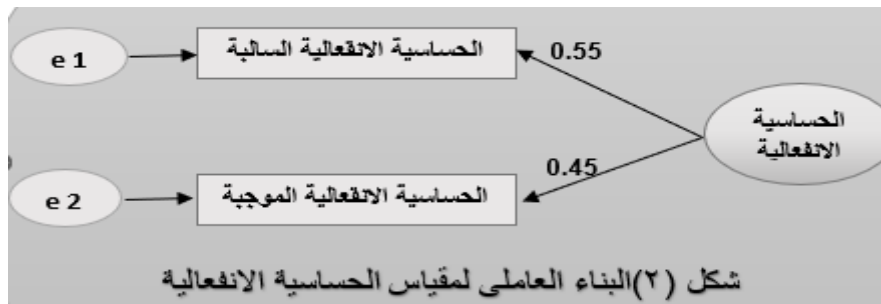 e 1
الحساسية الانفعالية السالبة
0.55
الحساسية
الانفعالية
0.45
e 2
الحساسية الانفعالية الموجبة
شكل (٢)البناء العاملى لمقياس الحساسية الانفعالية